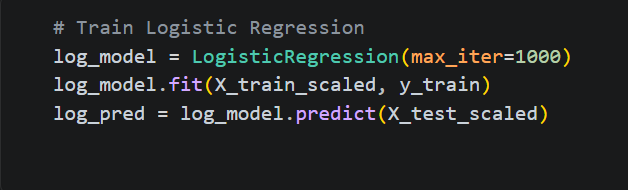 # Train Logistic Regression
log_model = LogisticRegression(max_iter=1000)
log_model.fit(X_train_scaled, y_train)
log_pred = log_model.predict(X_test_scaled)